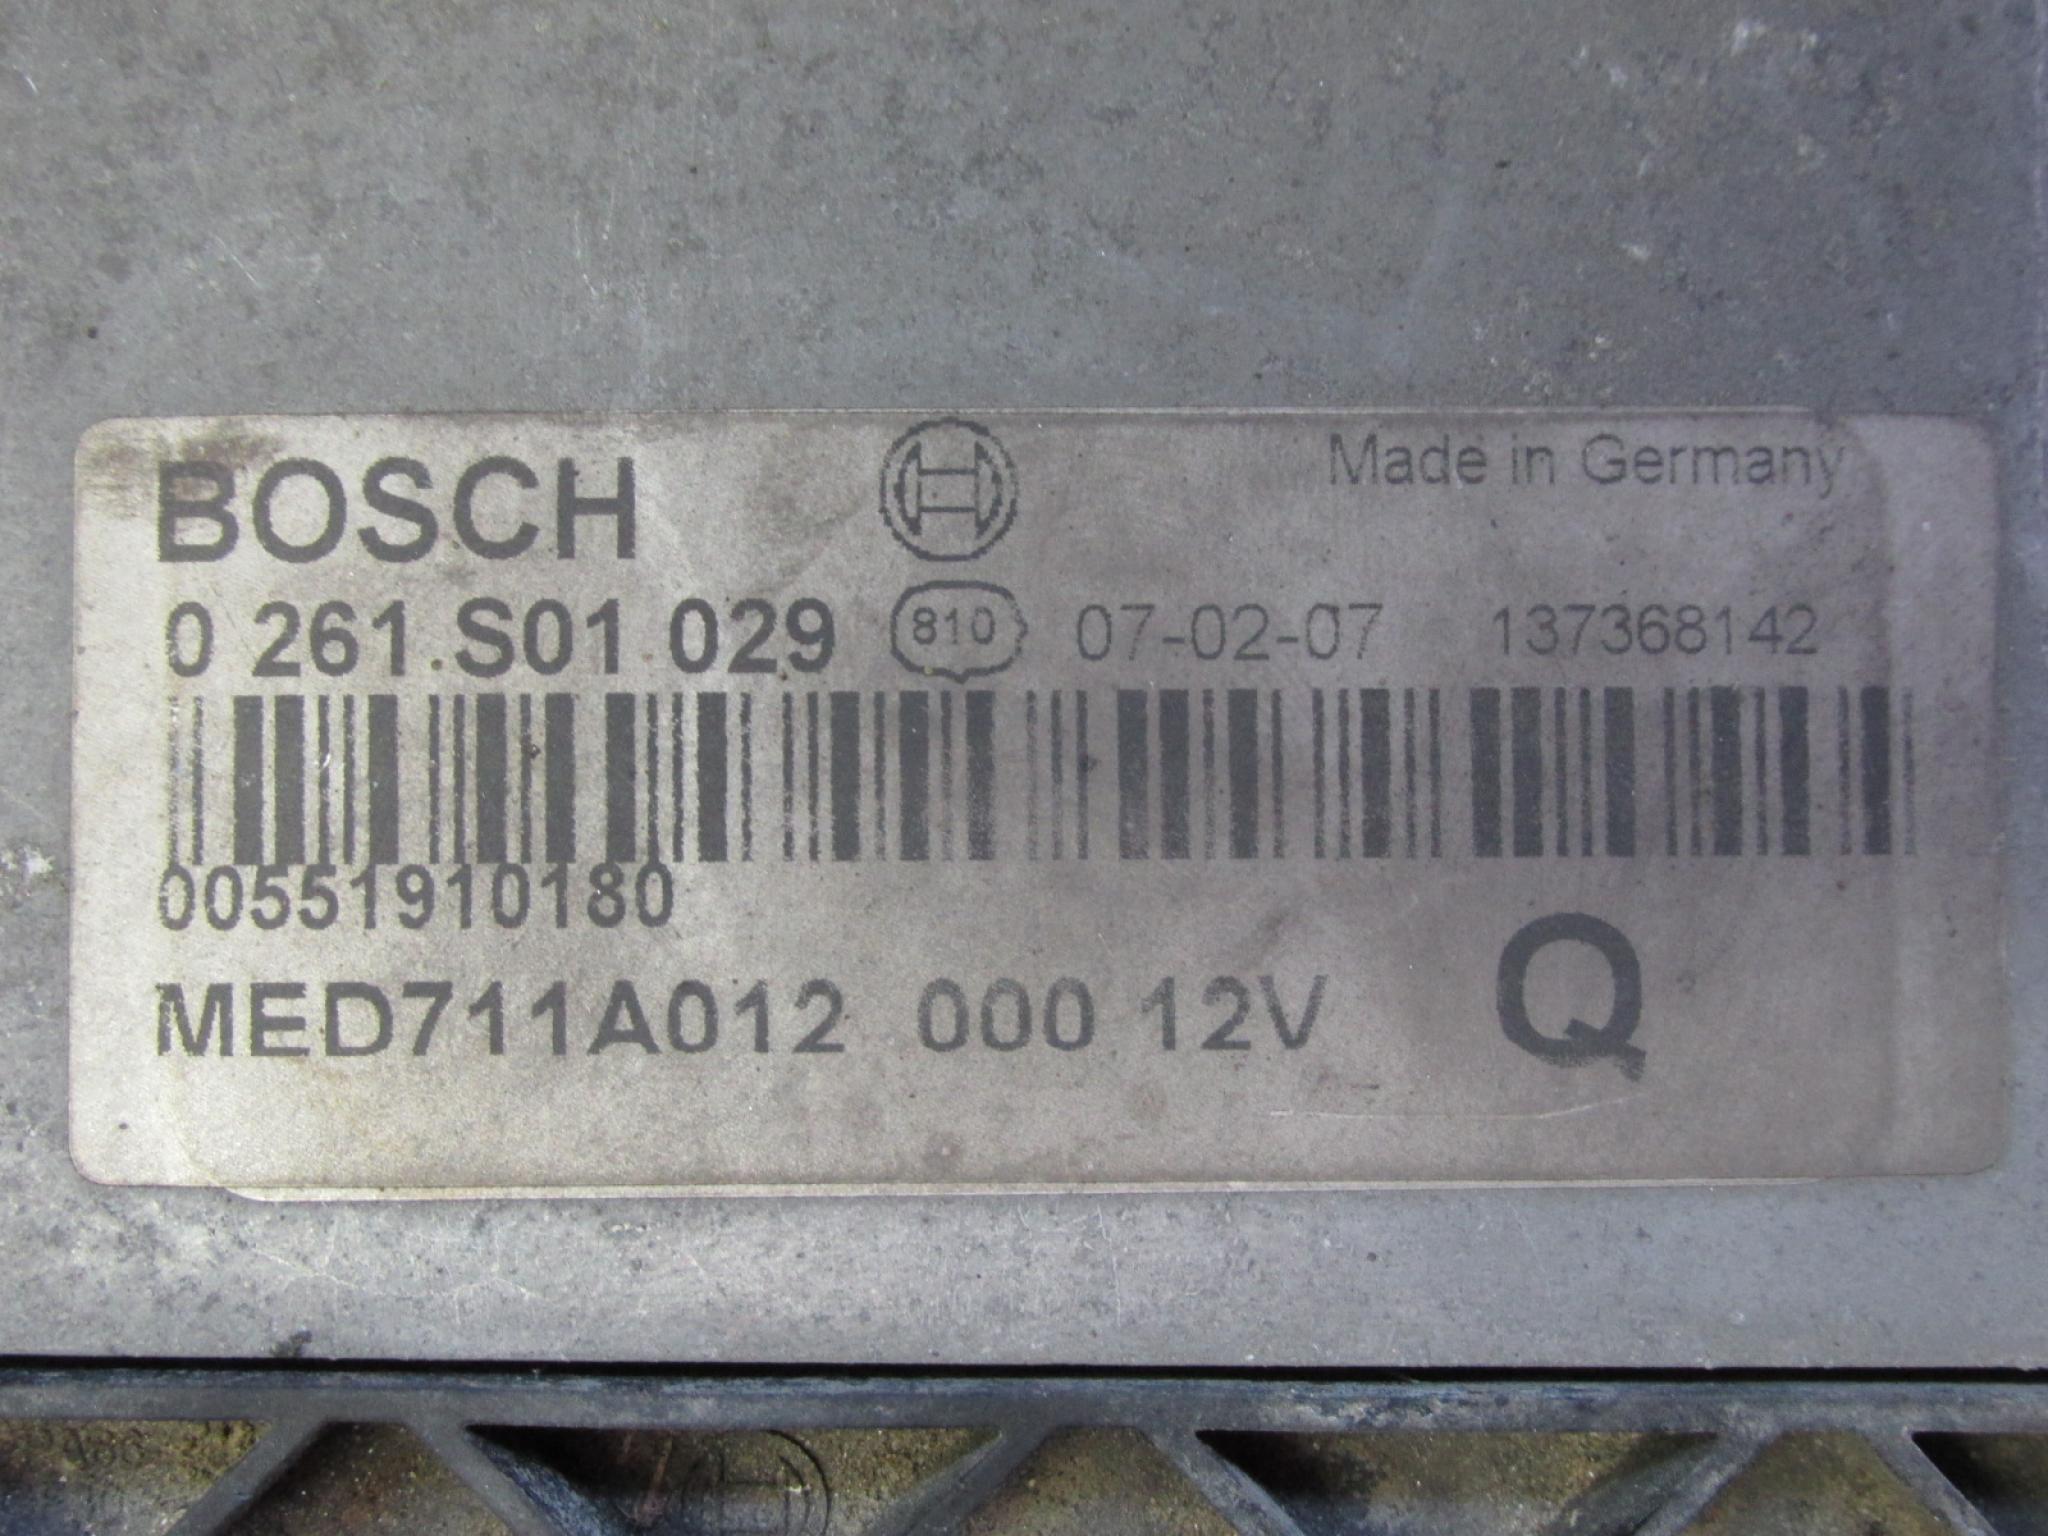 BOSCH
Made in Germany
0 261 S01 029 810 07-02-07 137368142
00551910180
MED711A012 000 12V Q